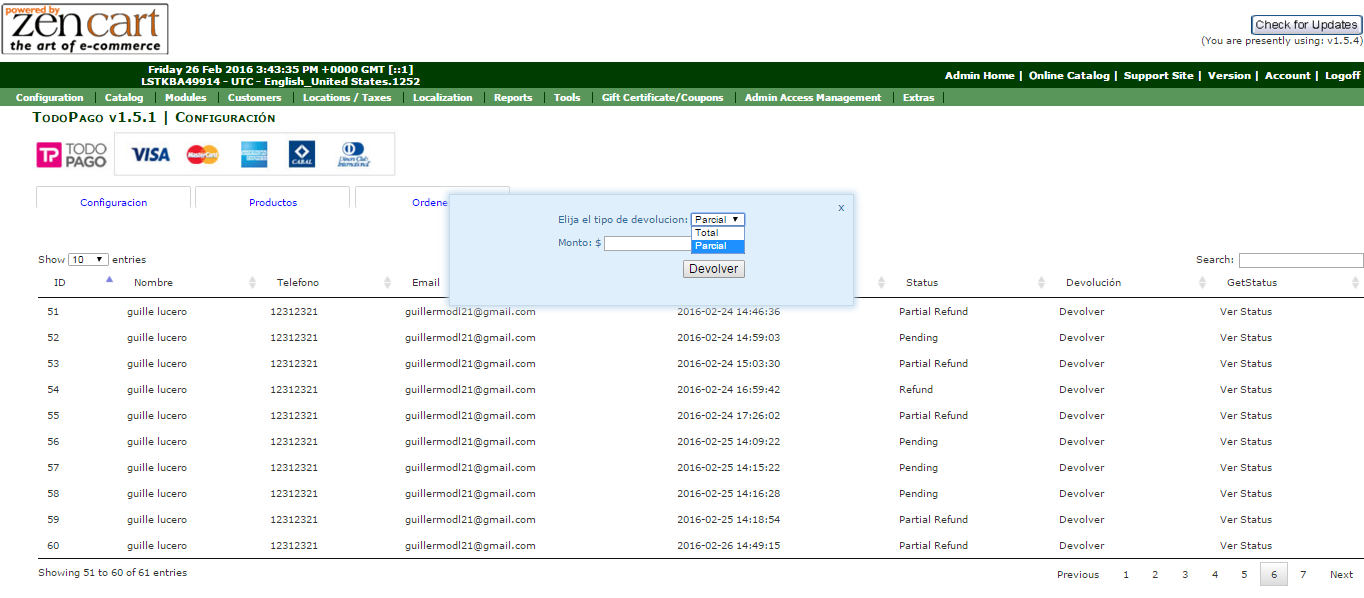 powered by
zen cart
the art of e-commerce
Check for Updates
(You are presently using: v1.5.4)
Friday 26 Feb 2016 3:43:35 PM +0000 GMT [::1]
LSTKBA49914 - UTC - English_United States.1252
Admin Home | Online Catalog | Support Site | Version | Account | Logoff
Configuration | Catalog | Modules | Customers | Locations / Taxes | Localization | Reports | Tools | Gift Certificate/Coupons | Admin Access Management | Extras |
TodoPago v1.5.1 | Configuración
TP TODO PAGO VISA MasterCard AMERICAN EXPRESS CABAL Diners Club International
Configuracion Productos Ordene
x
Elija el tipo de devolucion: Parcial
Total
Parcial
Monto: $
Devolver
Show 10 entries Search:
ID Nombre Telefono Email Status Devolución GetStatus
51 guille lucero 12312321 guillermodl21@gmail.com 2016-02-24 14:46:36 Partial Refund Devolver Ver Status
52 guille lucero 12312321 guillermodl21@gmail.com 2016-02-24 14:59:03 Pending Devolver Ver Status
53 guille lucero 12312321 guillermodl21@gmail.com 2016-02-24 15:03:30 Partial Refund Devolver Ver Status
54 guille lucero 12312321 guillermodl21@gmail.com 2016-02-24 16:59:42 Refund Devolver Ver Status
55 guille lucero 12312321 guillermodl21@gmail.com 2016-02-24 17:26:02 Partial Refund Devolver Ver Status
56 guille lucero 12312321 guillermodl21@gmail.com 2016-02-25 14:09:22 Pending Devolver Ver Status
57 guille lucero 12312321 guillermodl21@gmail.com 2016-02-25 14:15:22 Pending Devolver Ver Status
58 guille lucero 12312321 guillermodl21@gmail.com 2016-02-25 14:16:28 Pending Devolver Ver Status
59 guille lucero 12312321 guillermodl21@gmail.com 2016-02-25 14:18:54 Partial Refund Devolver Ver Status
60 guille lucero 12312321 guillermodl21@gmail.com 2016-02-26 14:49:15 Partial Refund Devolver Ver Status
Showing 51 to 60 of 61 entries Previous 1 2 3 4 5 6 7 Next